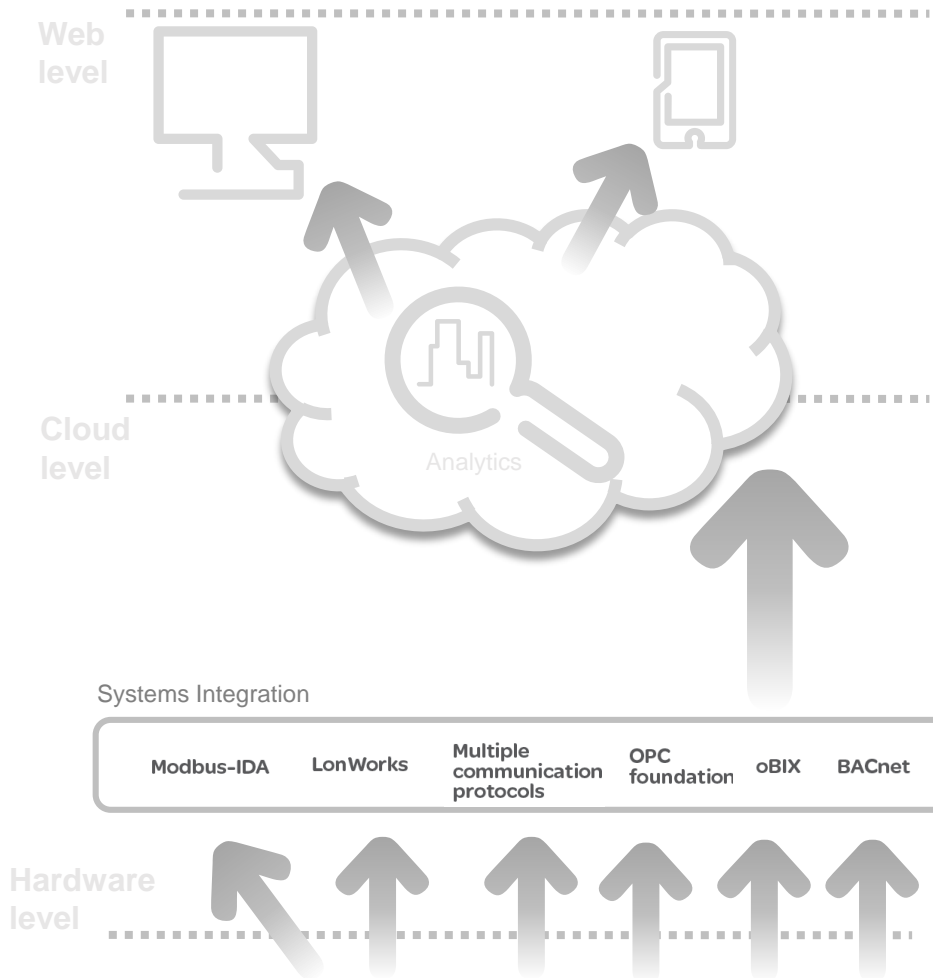 Web
level
Cloud
level
Analytics
Systems Integration
Modbus-IDA
LonWorks
Multiple
communication
protocols
OPC
foundation
oBIX
BACnet
Hardware
level